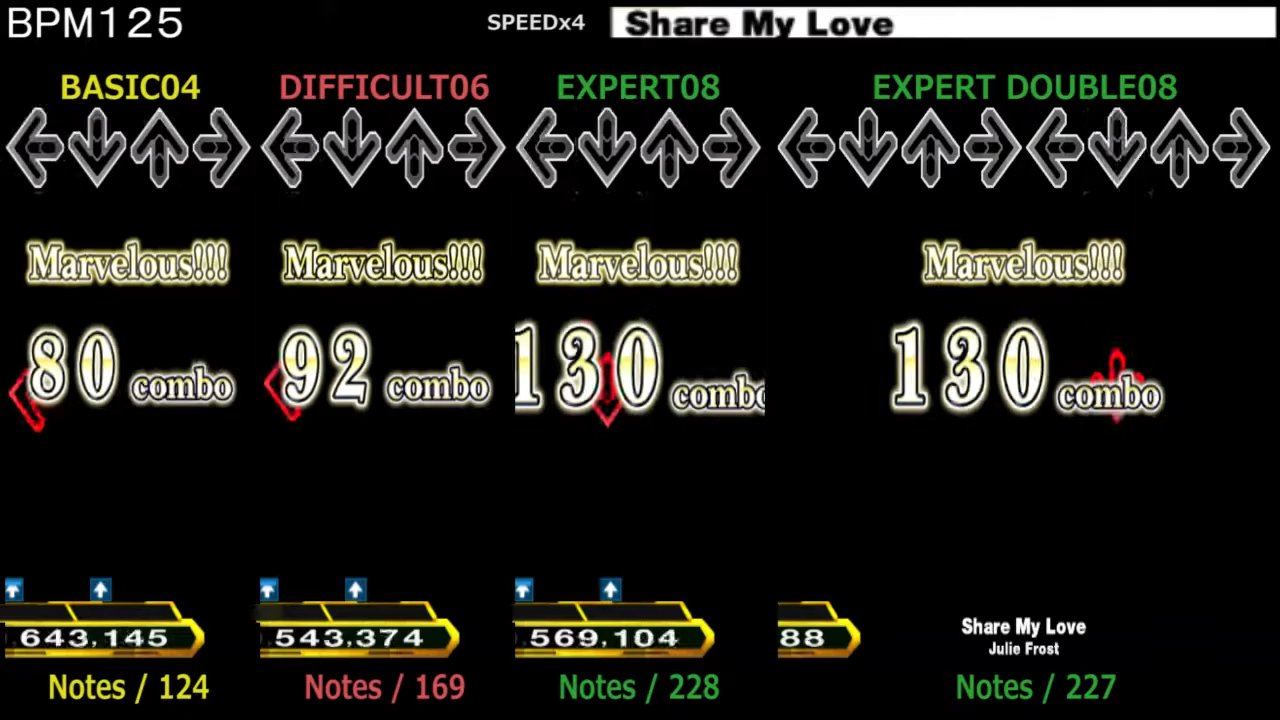 BPM125 SPEEDx4 Share My Love
BASIC04 DIFFICULT06 EXPERT08 EXPERT DOUBLE08
Marvelous!!! Marvelous!!! Marvelous!!! Marvelous!!!
80 combo 92 combo 130 combo 130 combo
643,145 543,374 569,104 88
Share My Love
Julie Frost
Notes / 124 Notes / 169 Notes / 228 Notes / 227